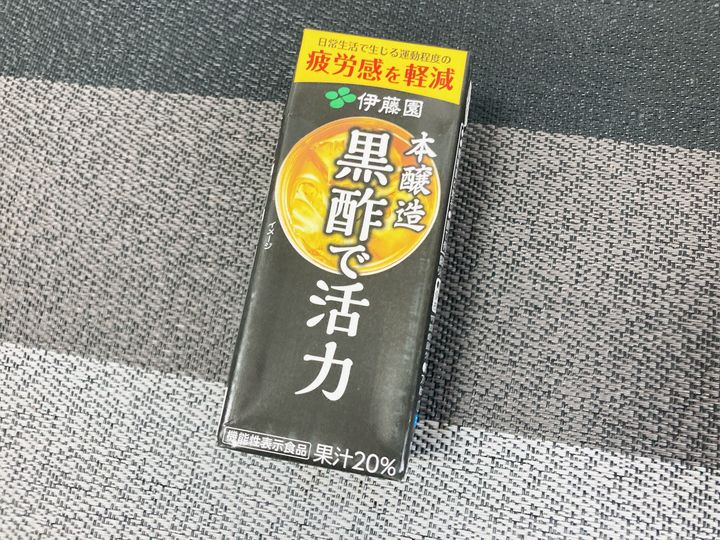 日常生活で生じる運動程度の
疲労感を軽減
伊藤園
本醸造
黒酢で活力
イメージ
機能性表示食品
果汁20%